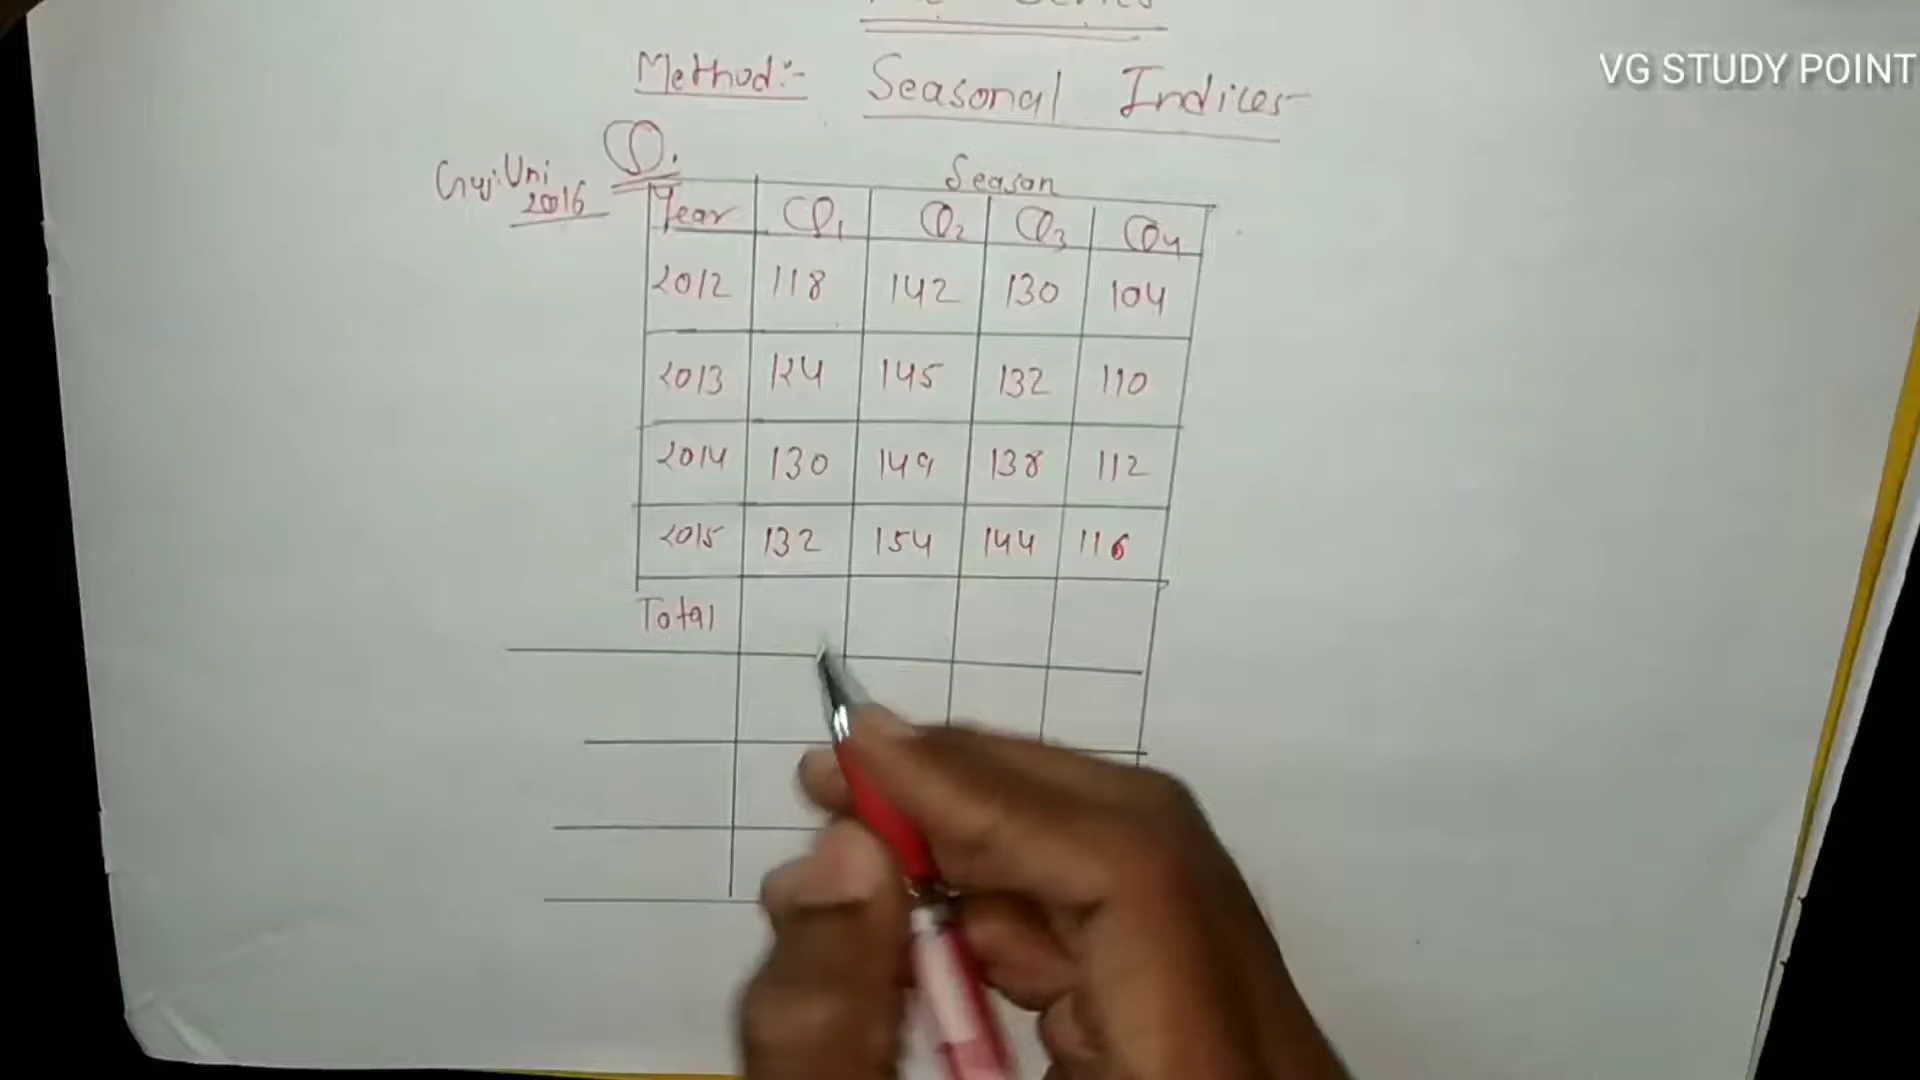 Series
VG STUDY POINT
Method:- Seasonal Indices-
Q.
Guj. Uni
2016
Season
Year Q1 Q2 Q3 Q4
2012 118 142 130 104
2013 124 145 132 110
2014 130 149 138 112
2015 132 154 144 116
Total